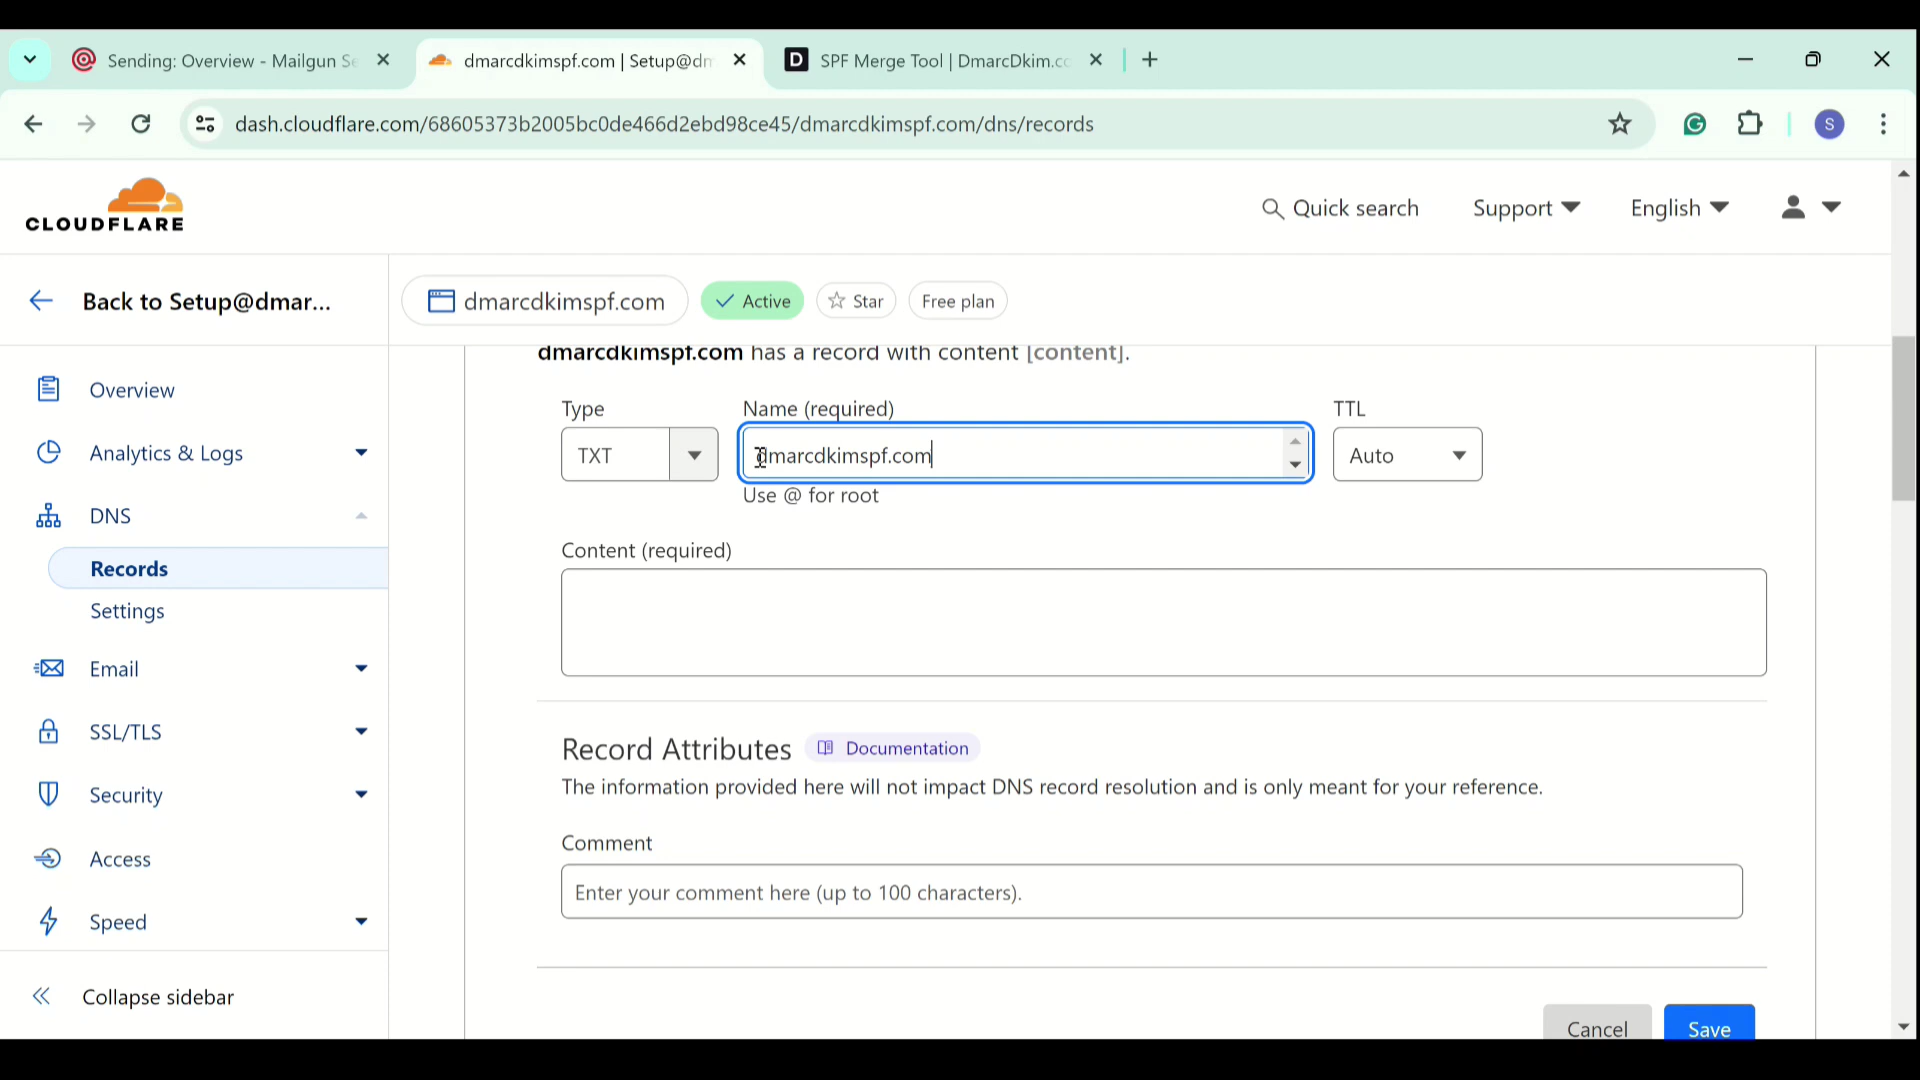 Sending: Overview - Mailgun Se
dmarcdkimspf.com | Setup@dm
SPF Merge Tool | DmarcDkim.co
dash.cloudflare.com/68605373b2005bc0de466d2ebd98ce45/dmarcdkimspf.com/dns/records
S
CLOUDFLARE
Quick search
Support
English
Back to Setup@dmar...
dmarcdkimspf.com
Active
Star
Free plan
Overview
Analytics & Logs
DNS
Records
Settings
Email
SSL/TLS
Security
Access
Speed
Collapse sidebar
dmarcdkimspf.com has a record with content [content].
Type
Name (required)
TTL
TXT
dmarcdkimspf.com
Auto
Use @ for root
Content (required)
Record Attributes
Documentation
The information provided here will not impact DNS record resolution and is only meant for your reference.
Comment
Enter your comment here (up to 100 characters).
Cancel
Save